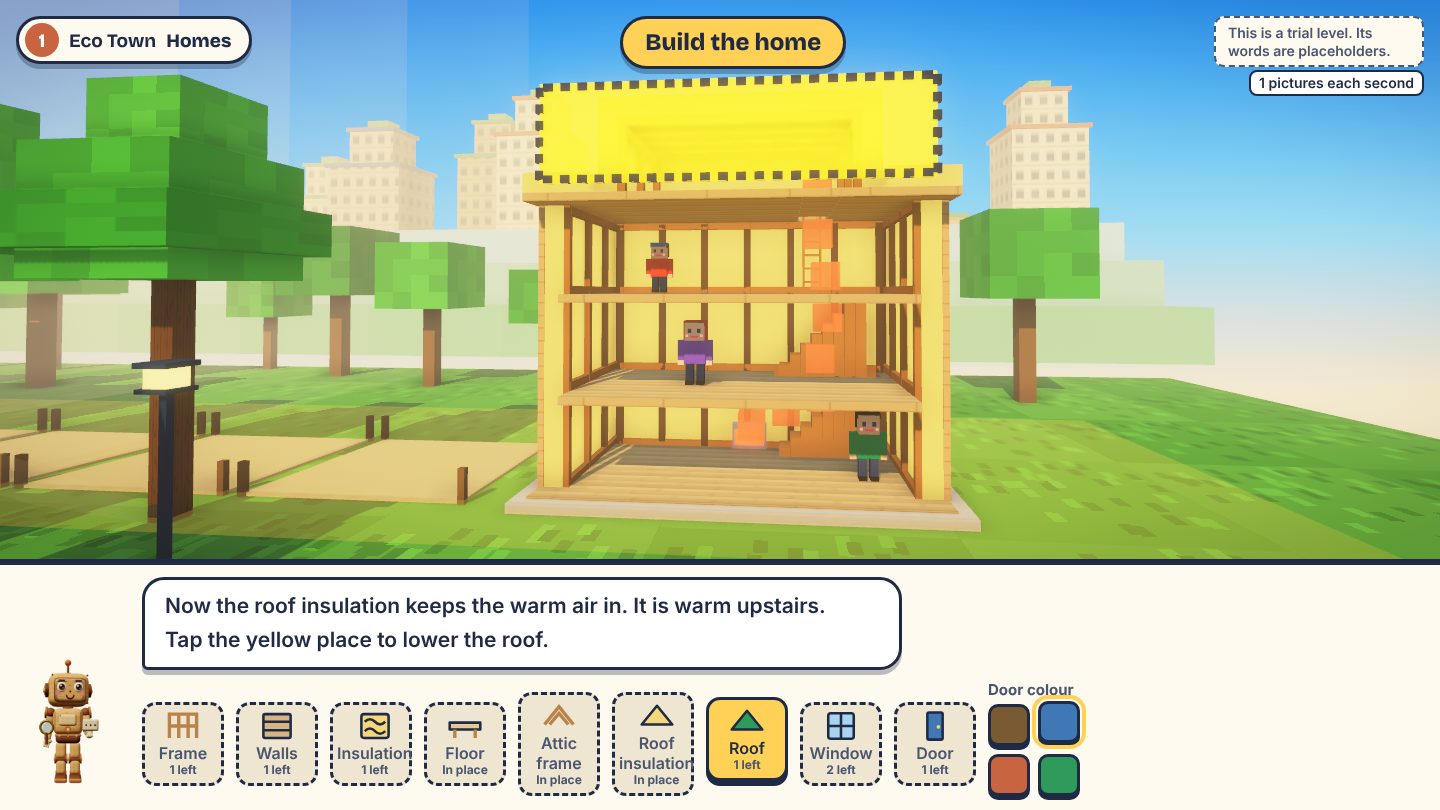 1 Eco Town Homes
Build the home
This is a trial level. Its
words are placeholders.
1 pictures each second
Now the roof insulation keeps the warm air in. It is warm upstairs.
Tap the yellow place to lower the roof.
Frame
1 left
Walls
1 left
Insulation
1 left
Floor
In place
Attic
frame
In place
Roof
insulation
In place
Roof
1 left
Window
2 left
Door
1 left
Door colour